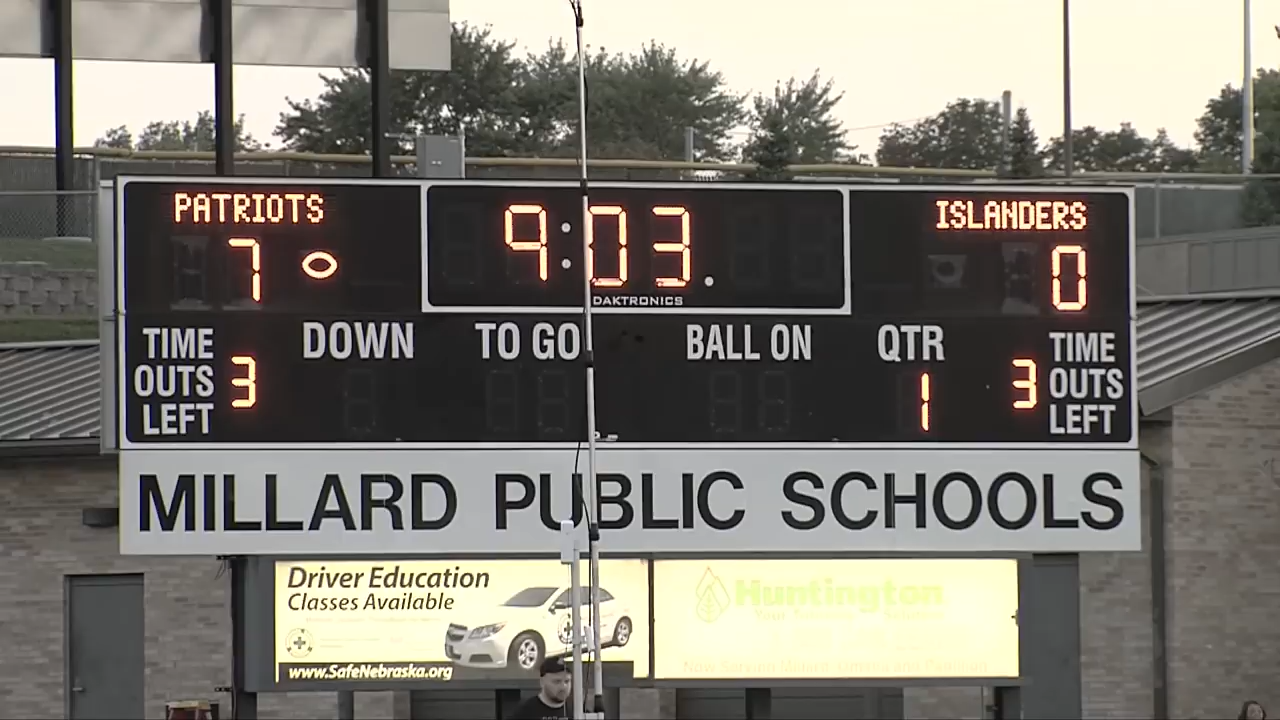 PATRIOTS
7
9:03
DAKTRONICS
ISLANDERS
0
TIME OUTS LEFT 3
DOWN
TO GO
BALL ON
QTR 1
3 TIME OUTS LEFT
MILLARD PUBLIC SCHOOLS
Driver Education
Classes Available
www.SafeNebraska.org
Huntington